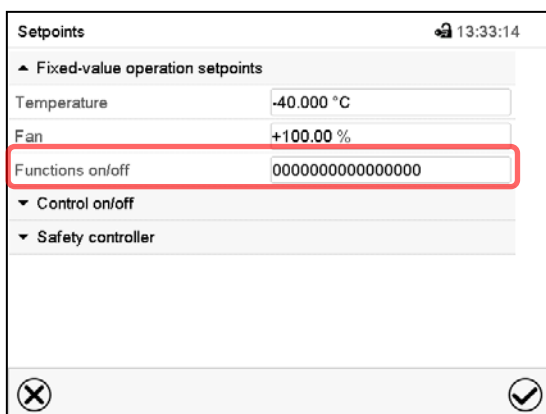 Setpoints 13:33:14
Fixed-value operation setpoints
Temperature -40.000 °C
Fan +100.00 %
Functions on/off 0000000000000000
Control on/off
Safety controller